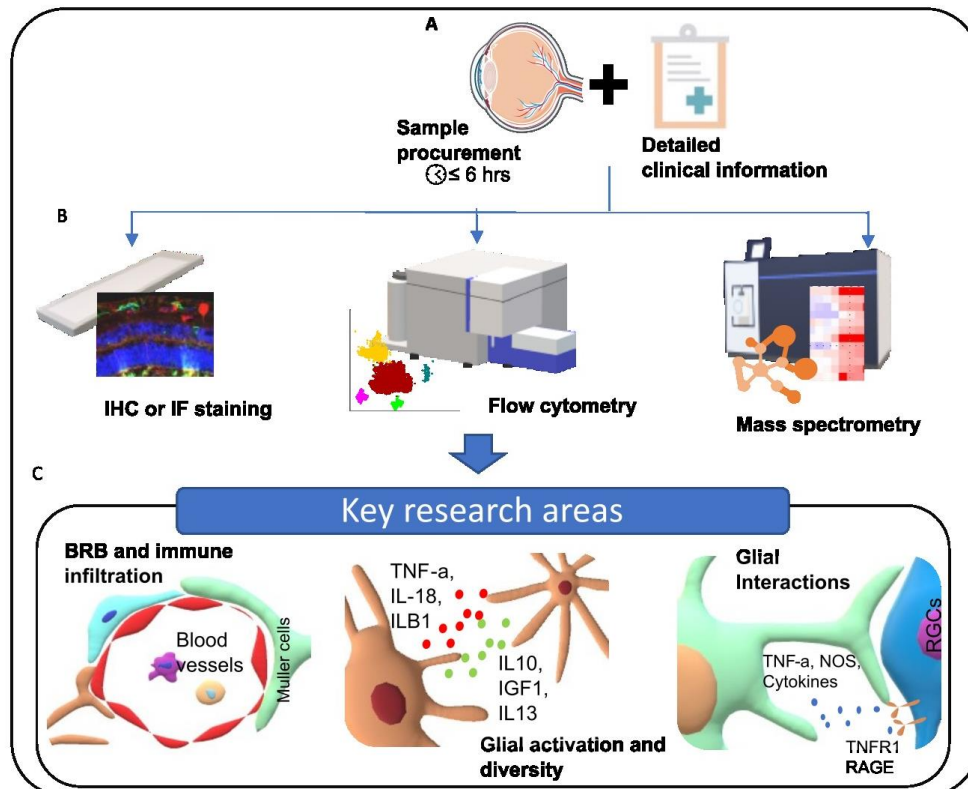 A
Sample
procurement
≤ 6 hrs
Detailed
clinical information
B
IHC or IF staining
Flow cytometry
Mass spectrometry
C
Key research areas
BRB and immune
infiltration
Blood
vessels
Muller cells
TNF-a,
IL-18,
ILB1
IL10,
IGF1,
IL13
Glial activation and
diversity
Glial
Interactions
RGCs
TNF-a, NOS,
Cytokines
TNFR1
RAGE